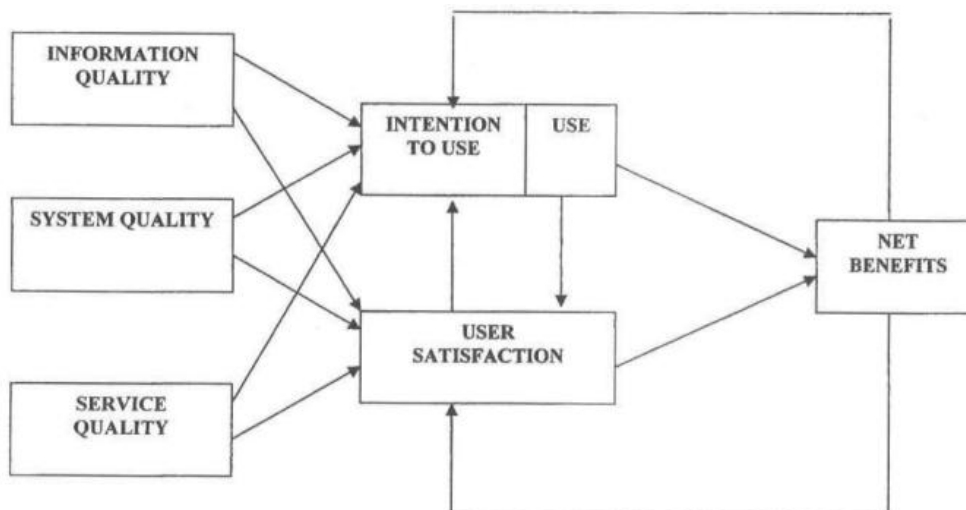 INFORMATION
QUALITY
SYSTEM QUALITY
SERVICE
QUALITY
INTENTION
TO USE
USE
USER
SATISFACTION
NET
BENEFITS